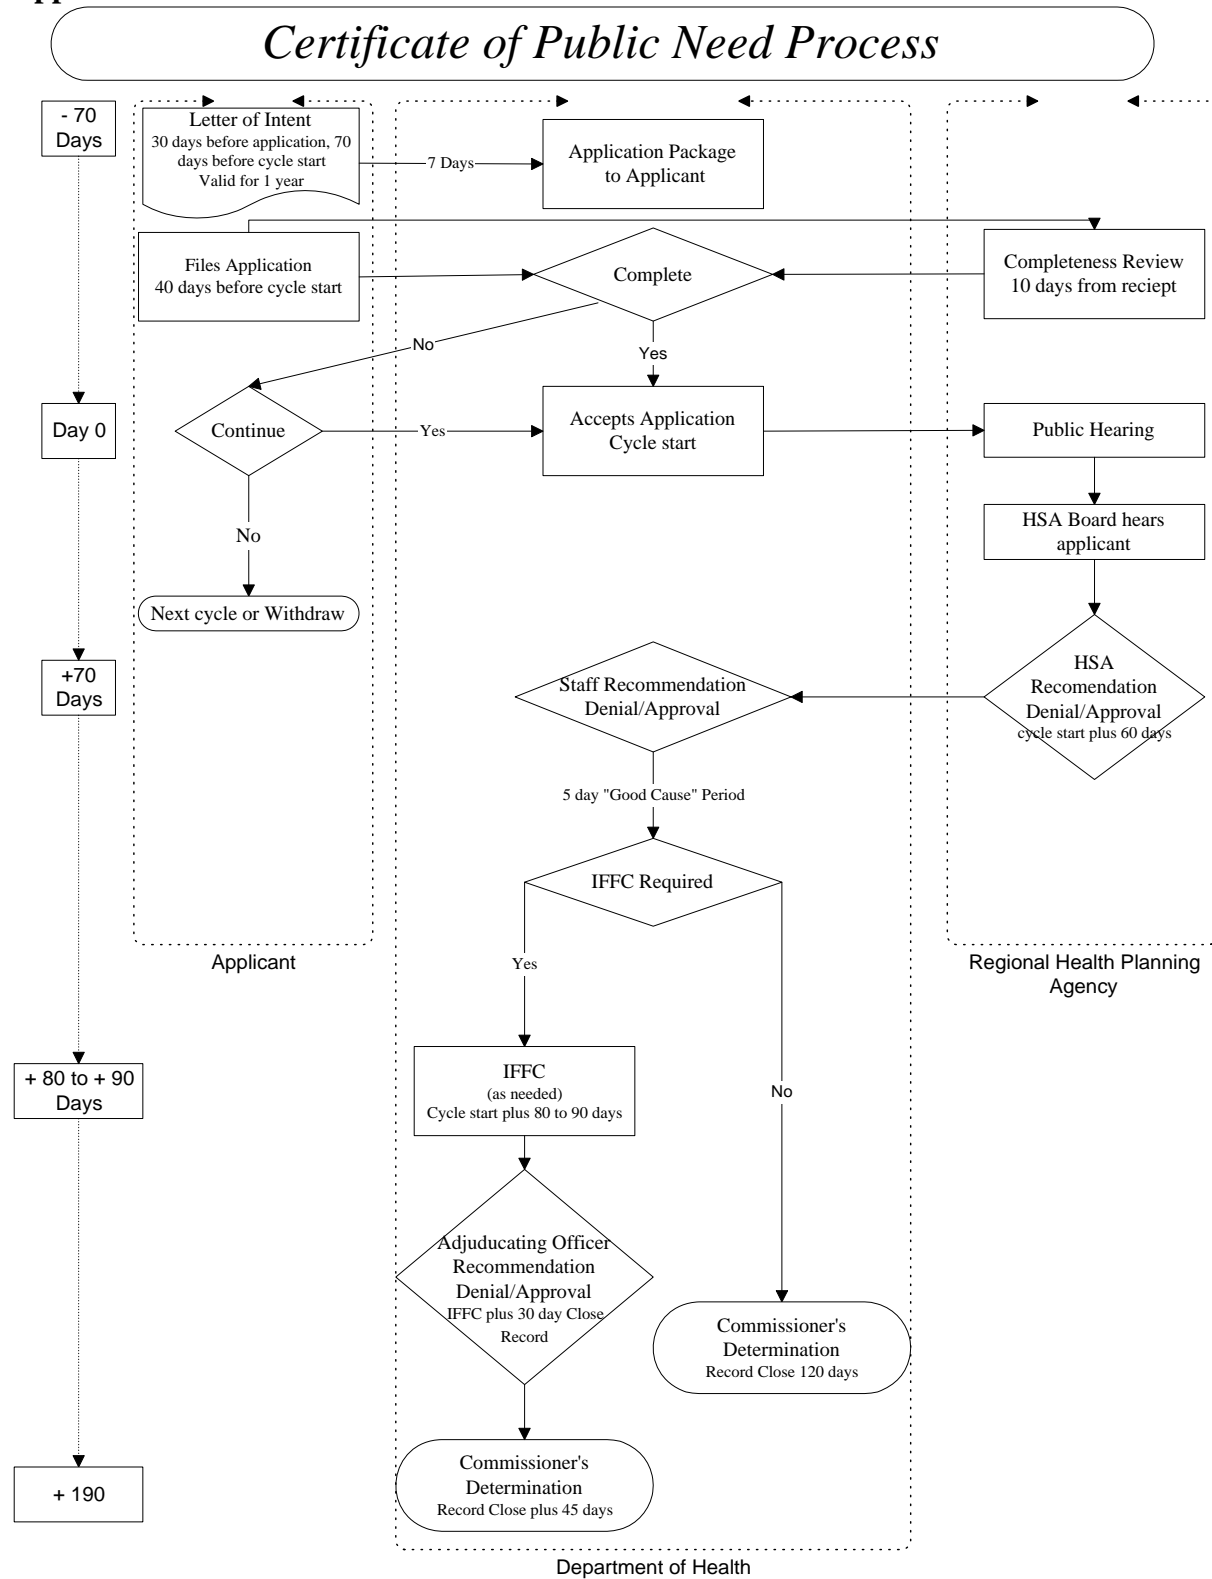 Certificate of Public Need Process
- 70
Days
Letter of Intent
30 days before application, 70
days before cycle start
Valid for 1 year
7 Days
Application Package
to Applicant
Files Application
40 days before cycle start
Complete
Completeness Review
10 days from reciept
No
Yes
Day 0
Continue
Yes
Accepts Application
Cycle start
Public Hearing
No
HSA Board hears
applicant
Next cycle or Withdraw
+70
Days
Staff Recommendation
Denial/Approval
HSA
Recomendation
Denial/Approval
cycle start plus 60 days
5 day "Good Cause" Period
IFFC Required
Applicant
Yes
Regional Health Planning
Agency
+ 80 to + 90
Days
IFFC
(as needed)
Cycle start plus 80 to 90 days
No
Adjuducating Officer
Recommendation
Denial/Approval
IFFC plus 30 day Close
Record
Commissioner's
Determination
Record Close 120 days
Commissioner's
Determination
Record Close plus 45 days
+ 190
Department of Health